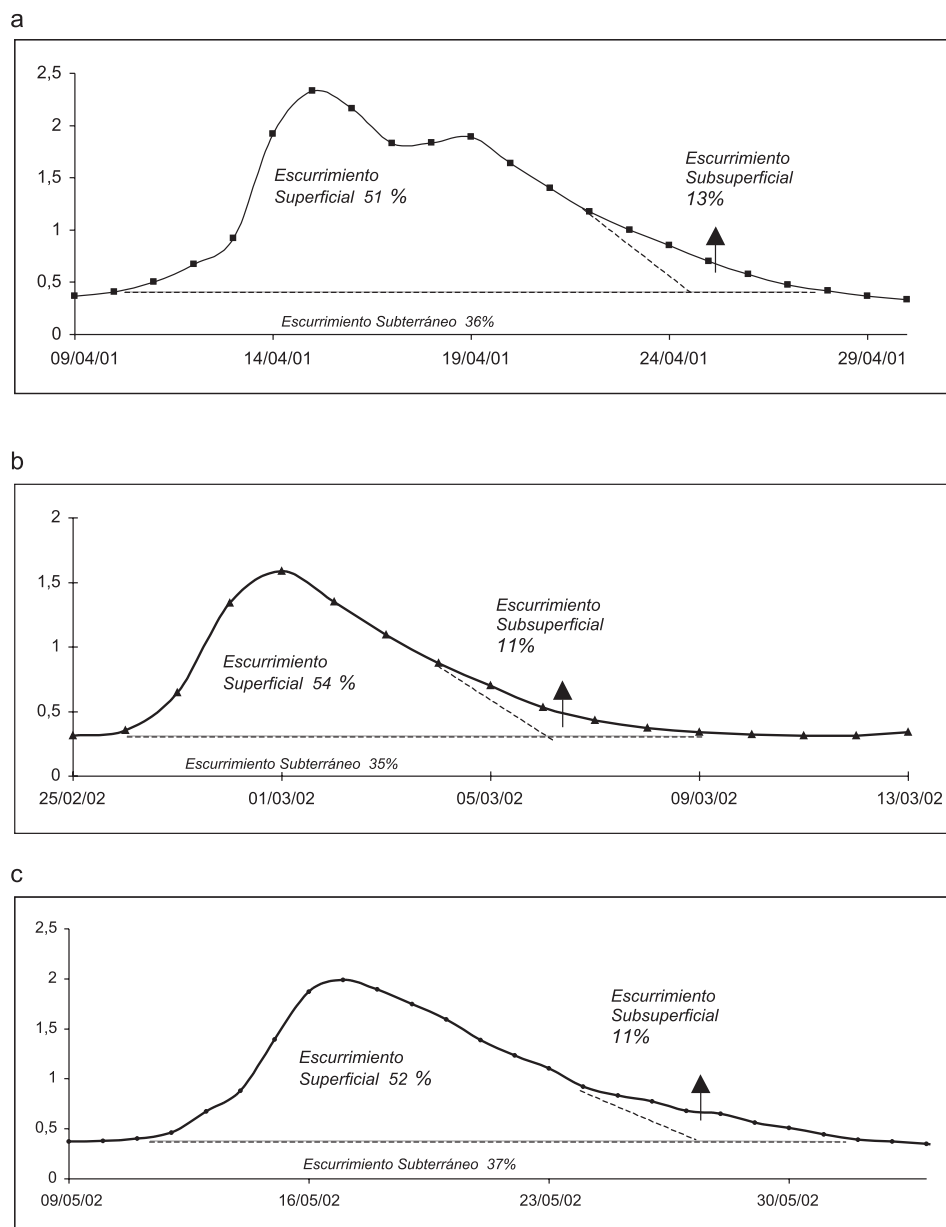 a
2,5
2
1,5
1
0,5
0
Escurrimiento
Superficial 51 %
Escurrimiento
Subsuperficial
13%
Escurrimiento Subterráneo 36%
09/04/01 14/04/01 19/04/01 24/04/01 29/04/01
b
2
1,5
1
0,5
0
Escurrimiento
Subsuperficial
11%
Escurrimiento
Superficial 54 %
Escurrimiento Subterráneo 35%
25/02/02 01/03/02 05/03/02 09/03/02 13/03/02
c
2,5
2
1,5
1
0,5
0
Escurrimiento
Subsuperficial
11%
Escurrimiento
Superficial 52 %
Escurrimiento Subterráneo 37%
09/05/02 16/05/02 23/05/02 30/05/02